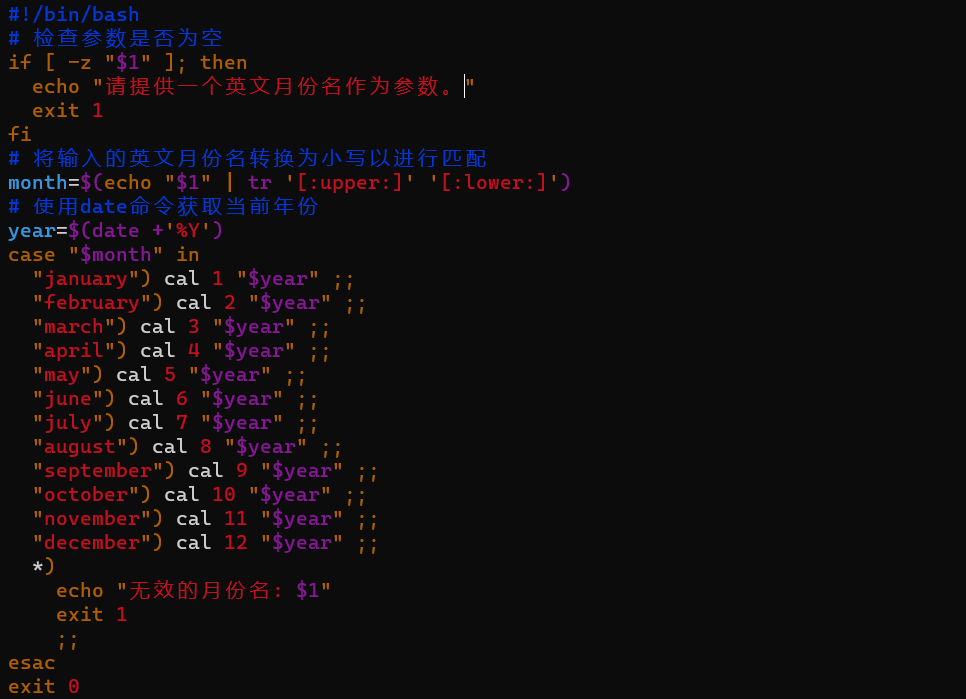 #!/bin/bash
# 检查参数是否为空
if [ -z "$1" ]; then
  echo "请提供一个英文月份名作为参数。"
  exit 1
fi
# 将输入的英文月份名转换为小写以进行匹配
month=$(echo "$1" | tr '[:upper:]' '[:lower:]')
# 使用date命令获取当前年份
year=$(date +'%Y')
case "$month" in
  "january") cal 1 "$year" ;;
  "february") cal 2 "$year" ;;
  "march") cal 3 "$year" ;;
  "april") cal 4 "$year" ;;
  "may") cal 5 "$year" ;;
  "june") cal 6 "$year" ;;
  "july") cal 7 "$year" ;;
  "august") cal 8 "$year" ;;
  "september") cal 9 "$year" ;;
  "october") cal 10 "$year" ;;
  "november") cal 11 "$year" ;;
  "december") cal 12 "$year" ;;
  *)
    echo "无效的月份名: $1"
    exit 1
    ;;
esac
exit 0